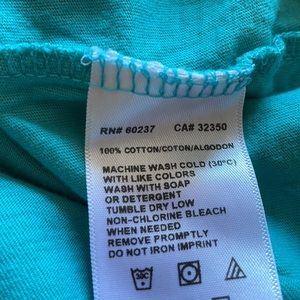 RN# 60237 CA# 32350
100% COTTON/COTON/ALGODON
MACHINE WASH COLD (30°C)
WITH LIKE COLORS
WASH WITH SOAP
OR DETERGENT
TUMBLE DRY LOW
NON-CHLORINE BLEACH
WHEN NEEDED
REMOVE PROMPTLY
DO NOT IRON IMPRINT